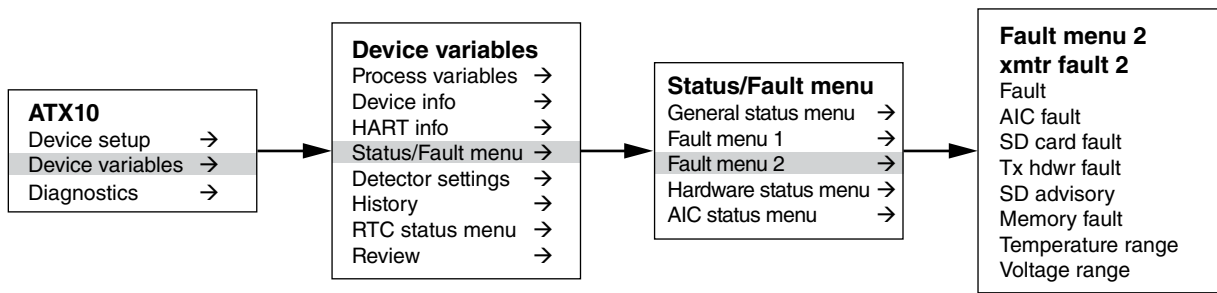 ATX10
Device setup →
Device variables →
Diagnostics →
Device variables
Process variables →
Device info →
HART info →
Status/Fault menu →
Detector settings →
History →
RTC status menu →
Review →
Status/Fault menu
General status menu →
Fault menu 1 →
Fault menu 2 →
Hardware status menu →
AIC status menu →
Fault menu 2
xmtr fault 2
Fault
AIC fault
SD card fault
Tx hdwr fault
SD advisory
Memory fault
Temperature range
Voltage range